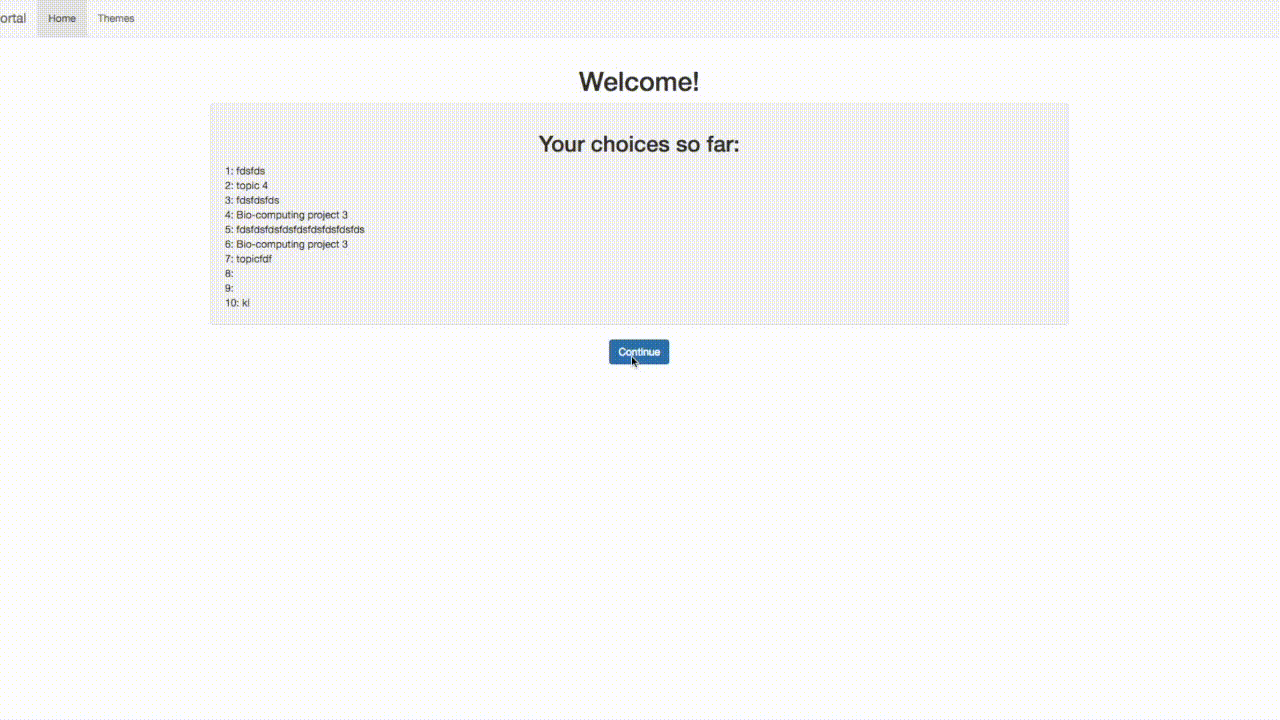 ortal Home Themes
Welcome!
Your choices so far:
1: fdsfds
2: topic 4
3: fdsfdsfds
4: Bio-computing project 3
5: fdsfdsfdsfdsfdsfdsfdsfdsfds
6: Bio-computing project 3
7: topicfdf
8:
9:
10: kl
Continue